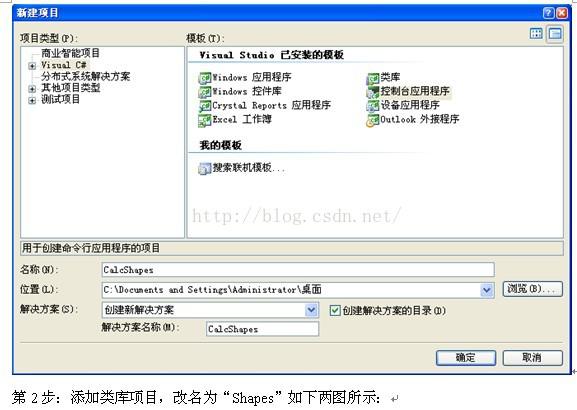 新建项目
项目类型(P):
模板(T):
商业智能项目
Visual C#
分布式系统解决方案
其他项目类型
测试项目
Visual Studio 已安装的模板
Windows 应用程序
类库
Windows 控件库
控制台应用程序
Crystal Reports 应用程序
设备应用程序
Excel 工作簿
Outlook 外接程序
我的模板
搜索联机模板...
http://blog.csdn.net/
用于创建命令行应用程序的项目
名称(N):
CalcShapes
位置(L):
C:\Documents and Settings\Administrator\桌面
浏览(B)...
解决方案(S):
创建新解决方案
创建解决方案的目录(D)
解决方案名称(M):
CalcShapes
确定
取消
第 2 步：添加类库项目，改名为“Shapes”如下两图所示：